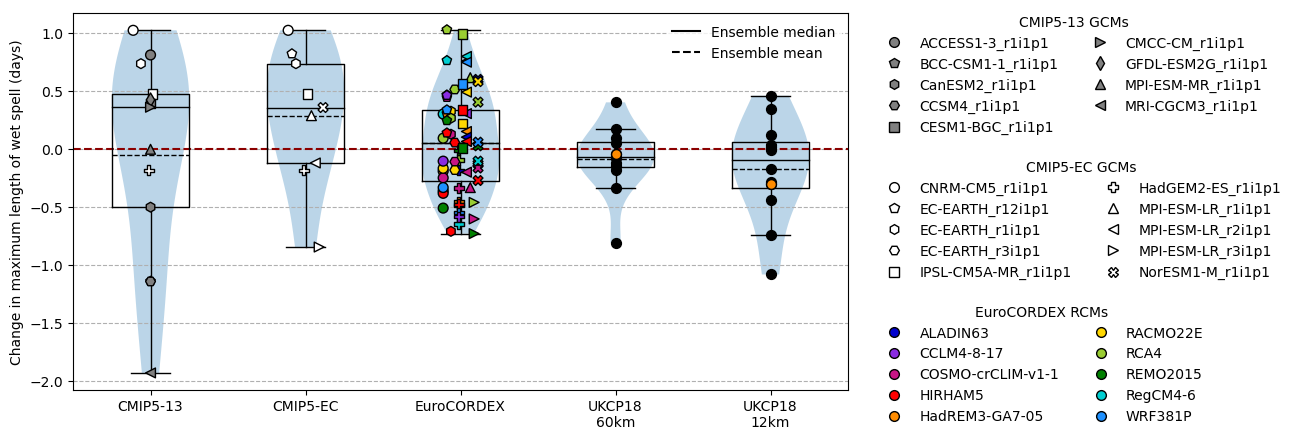 Change in maximum length of wet spell (days)
1.0
0.5
0.0
−0.5
−1.0
−1.5
−2.0
Ensemble median
Ensemble mean
CMIP5-13
CMIP5-EC
EuroCORDEX
UKCP18
60km
UKCP18
12km
CMIP5-13 GCMs
ACCESS1-3_r1i1p1
BCC-CSM1-1_r1i1p1
CanESM2_r1i1p1
CCSM4_r1i1p1
CESM1-BGC_r1i1p1
CMCC-CM_r1i1p1
GFDL-ESM2G_r1i1p1
MPI-ESM-MR_r1i1p1
MRI-CGCM3_r1i1p1
CMIP5-EC GCMs
CNRM-CM5_r1i1p1
EC-EARTH_r12i1p1
EC-EARTH_r1i1p1
EC-EARTH_r3i1p1
IPSL-CM5A-MR_r1i1p1
HadGEM2-ES_r1i1p1
MPI-ESM-LR_r1i1p1
MPI-ESM-LR_r2i1p1
MPI-ESM-LR_r3i1p1
NorESM1-M_r1i1p1
EuroCORDEX RCMs
ALADIN63
CCLM4-8-17
COSMO-crCLIM-v1-1
HIRHAM5
HadREM3-GA7-05
RACMO22E
RCA4
REMO2015
RegCM4-6
WRF381P